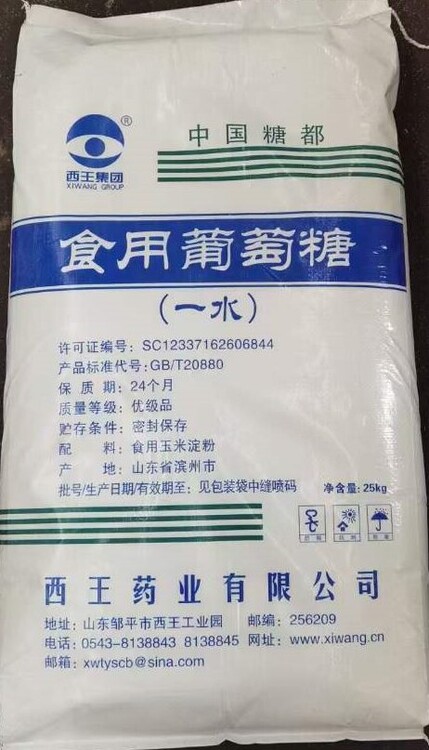 ®
中国糖都
西王集团
XIWANG GROUP
食用葡萄糖
(一水)
许可证编号: SC12337162606844
产品标准代号:GB/T20880
保 质 期: 24个月
质量等级: 优级品
贮存条件: 密封保存
配 料: 食用玉米淀粉
产 地: 山东省滨州市
批号/生产日期/有效期至: 见包装袋中缝喷码 净含量: 25kg
西王药业有限公司
地址: 山东邹平市西王工业园 邮编: 256209
电话: 0543-8138843 8138845 网址: www.xiwang.cn
邮箱: xwtyscb@sina.com